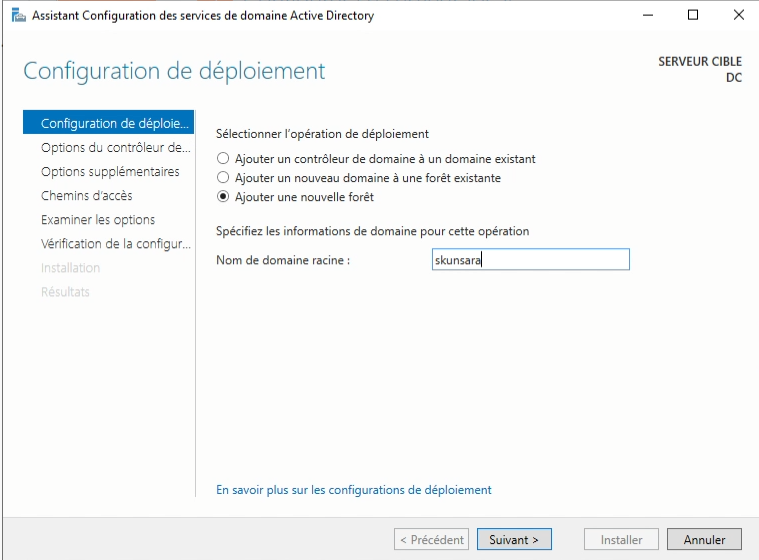 Assistant Configuration des services de domaine Active Directory
Configuration de déploiement
SERVEUR CIBLE
DC
Configuration de déploie...
Options du contrôleur de...
Options supplémentaires
Chemins d'accès
Examiner les options
Vérification de la configur...
Installation
Résultats
Sélectionner l'opération de déploiement
Ajouter un contrôleur de domaine à un domaine existant
Ajouter un nouveau domaine à une forêt existante
Ajouter une nouvelle forêt
Spécifiez les informations de domaine pour cette opération
Nom de domaine racine : skunsara
En savoir plus sur les configurations de déploiement
< Précédent Suivant > Installer Annuler